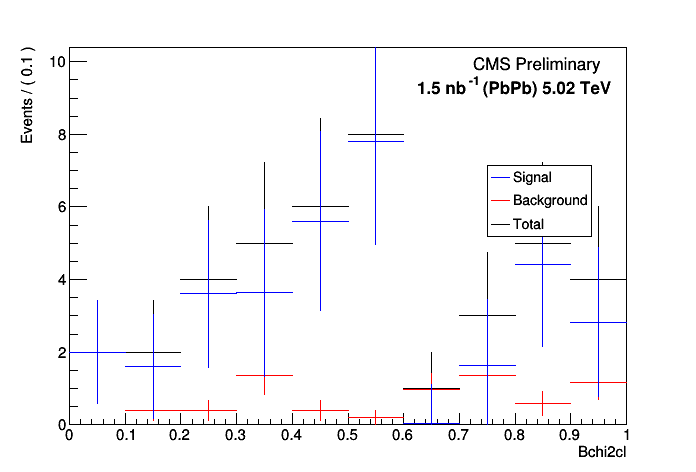 Events / ( 0.1 )
10
8
6
4
2
0
CMS Preliminary
1.5 nb-1 (PbPb) 5.02 TeV
Signal
Background
Total
0 0.1 0.2 0.3 0.4 0.5 0.6 0.7 0.8 0.9 1
Bchi2cl